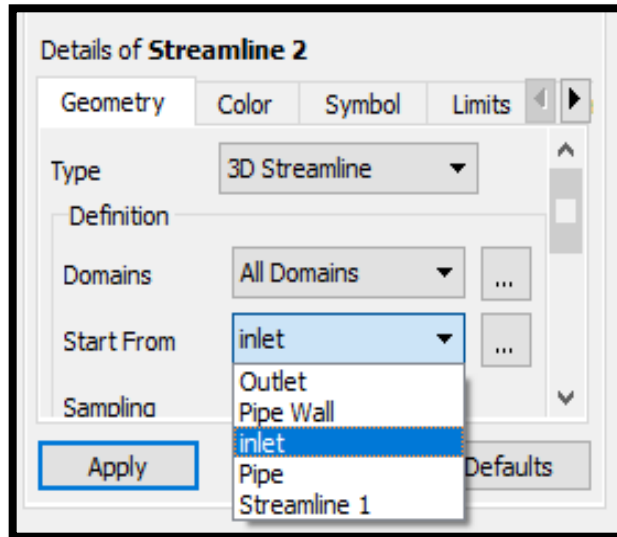 Details of Streamline 2
Geometry Color Symbol Limits
Type 3D Streamline
Definition
Domains All Domains ...
Start From inlet ...
Sampling
Outlet
Pipe Wall
inlet
Pipe
Streamline 1
Apply Defaults